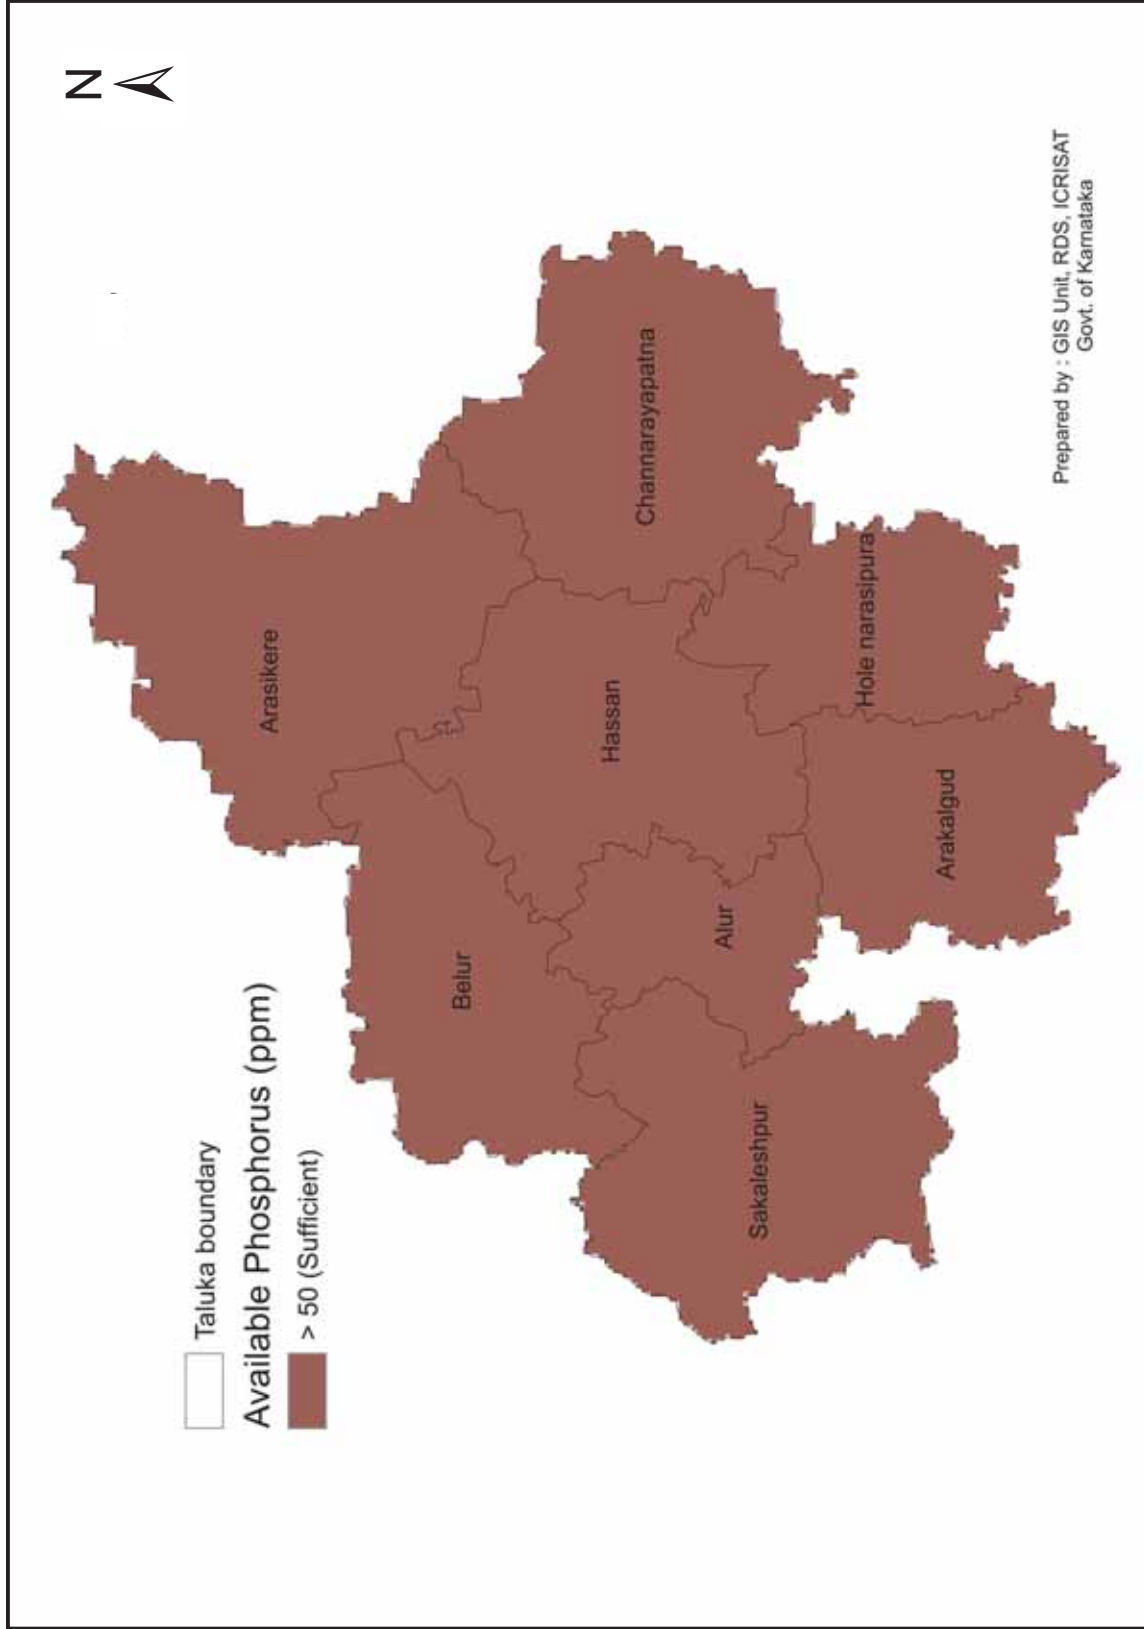 N
Taluka boundary
Available Phosphorus (ppm)
> 50 (Sufficient)
Arasikere
Belur
Hassan
Channarayapatna
Alur
Sakaleshpur
Hole narasipura
Arakalgud
Prepared by : GIS Unit, RDS, ICRISAT
Govt. of Karnataka